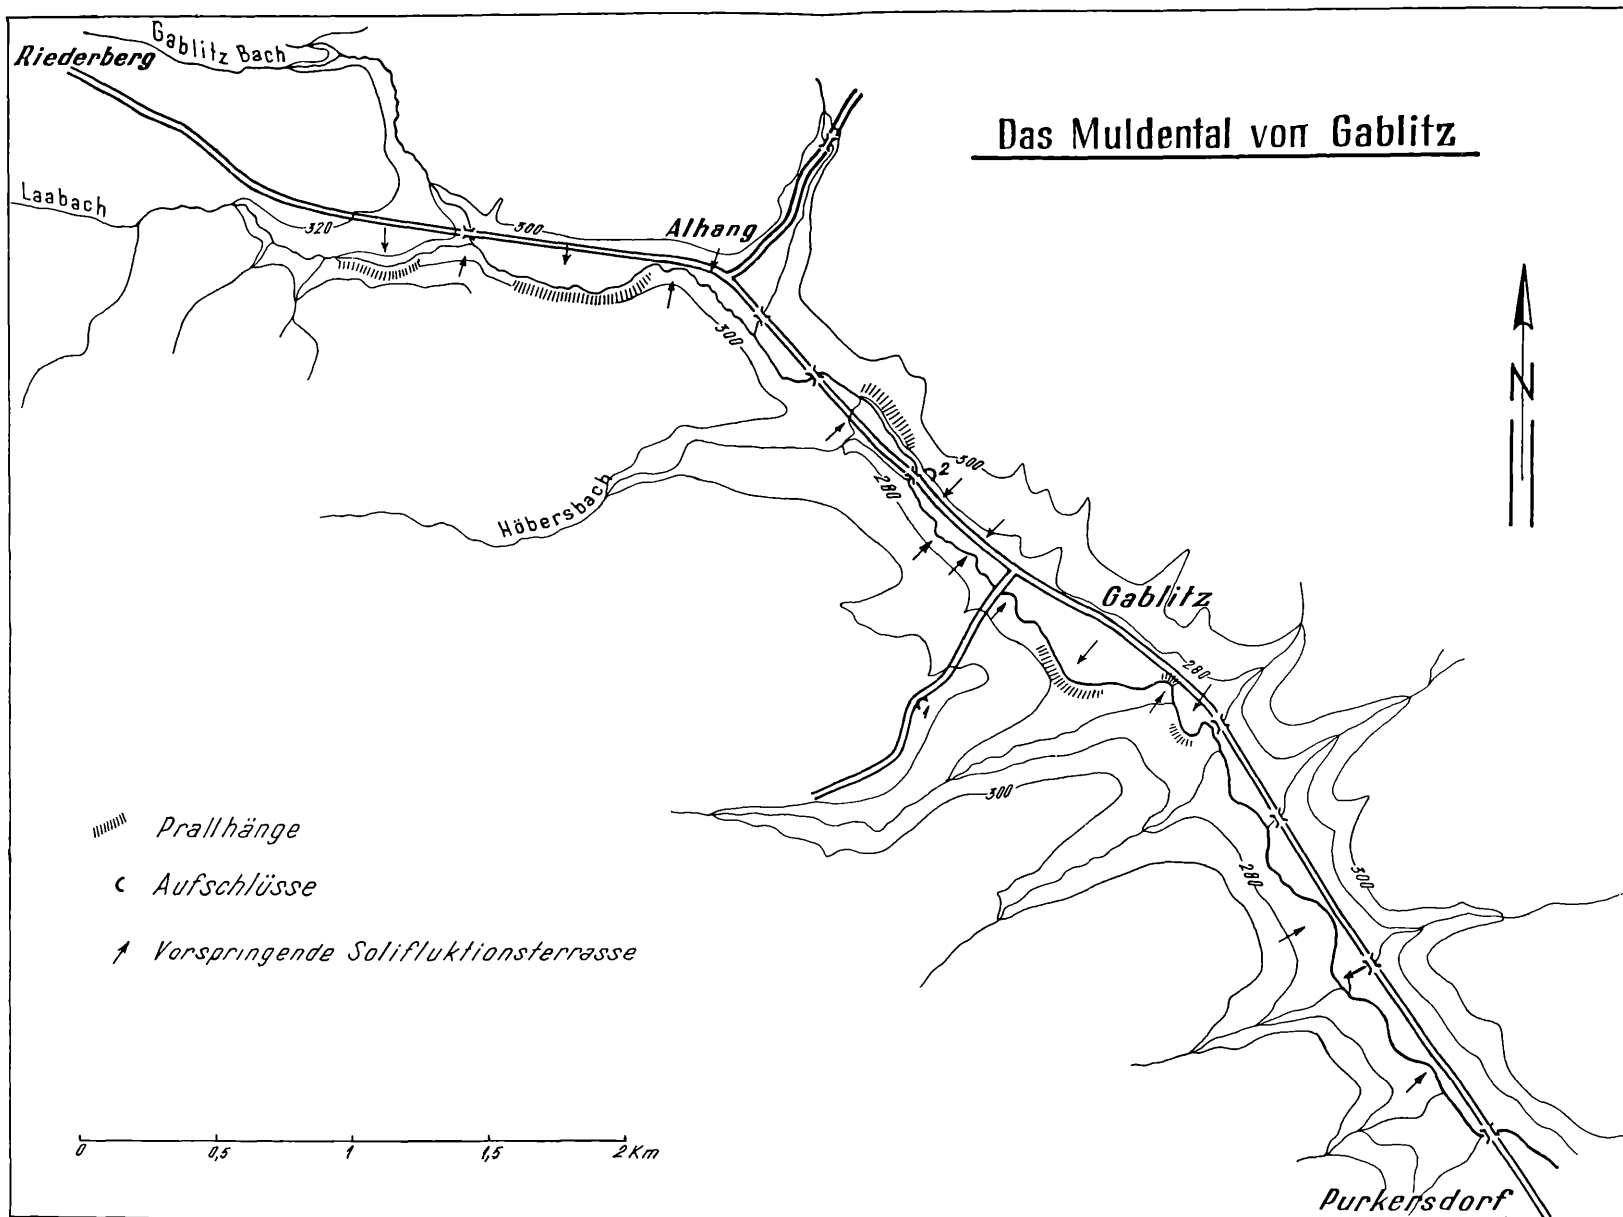 Gablitz Bach
Riederberg
Das Muldental von Gablitz
Laabach
320
300
Alhang
300
300
2
280
Höbersbach
Gablitz
280
1
300
280
300
Prallhänge
Aufschlüsse
Vorspringende Solifluktionsterrasse
N
0 0,5 1 1,5 2 Km
Purkersdorf